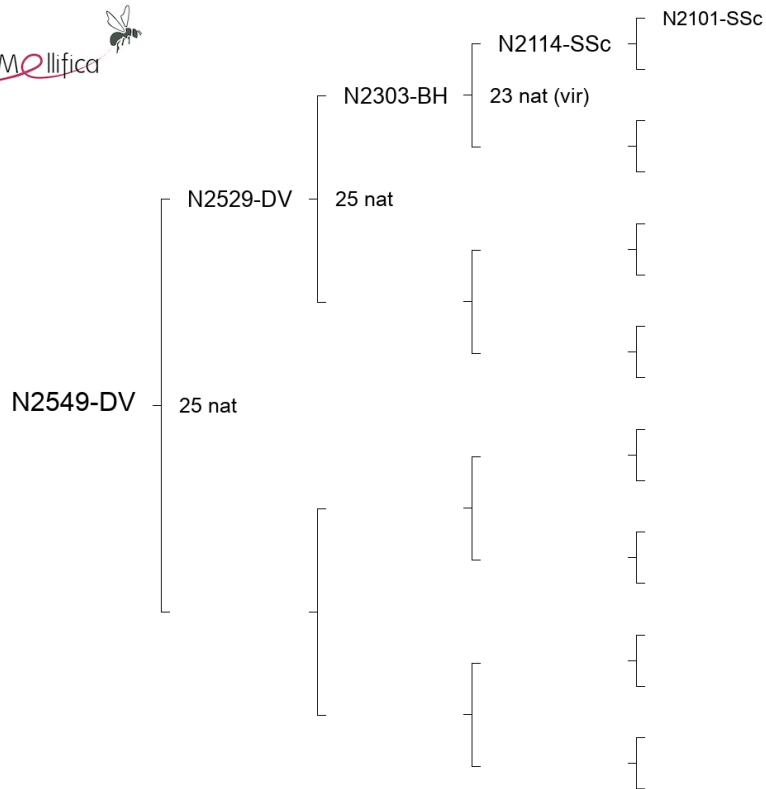 Mellifica
N2101-SSc
N2114-SSc
N2303-BH
23 nat (vir)
N2529-DV
25 nat
N2549-DV
25 nat